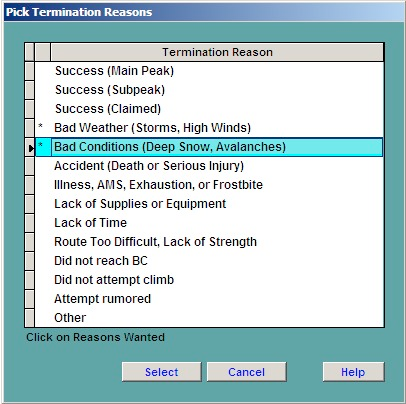 Pick Termination Reasons
Termination Reason
Success (Main Peak)
Success (Subpeak)
Success (Claimed)
* Bad Weather (Storms, High Winds)
* Bad Conditions (Deep Snow, Avalanches)
Accident (Death or Serious Injury)
Illness, AMS, Exhaustion, or Frostbite
Lack of Supplies or Equipment
Lack of Time
Route Too Difficult, Lack of Strength
Did not reach BC
Did not attempt climb
Attempt rumored
Other
Click on Reasons Wanted
Select Cancel Help